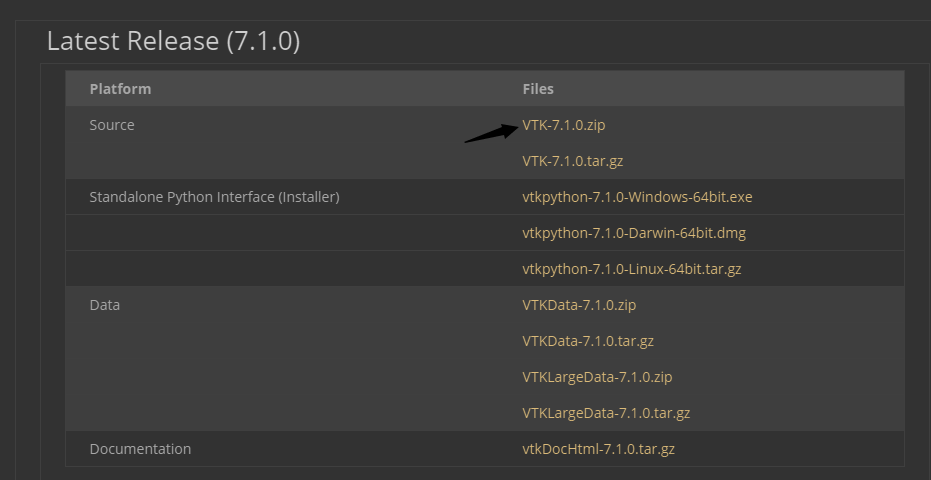 Latest Release (7.1.0)
Platform Files
Source VTK-7.1.0.zip
VTK-7.1.0.tar.gz
Standalone Python Interface (Installer) vtkpython-7.1.0-Windows-64bit.exe
vtkpython-7.1.0-Darwin-64bit.dmg
vtkpython-7.1.0-Linux-64bit.tar.gz
Data VTKData-7.1.0.zip
VTKData-7.1.0.tar.gz
VTKLargeData-7.1.0.zip
VTKLargeData-7.1.0.tar.gz
Documentation vtkDocHtml-7.1.0.tar.gz